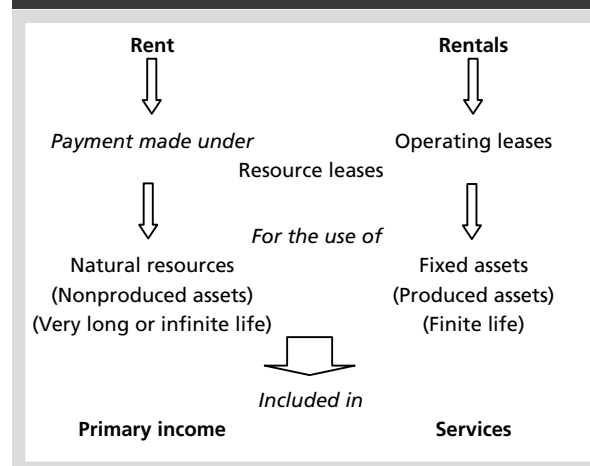 Rent Rentals
Payment made under Operating leases
Resource leases
For the use of
Natural resources Fixed assets
(Nonproduced assets) (Produced assets)
(Very long or infinite life) (Finite life)
Included in
Primary income Services